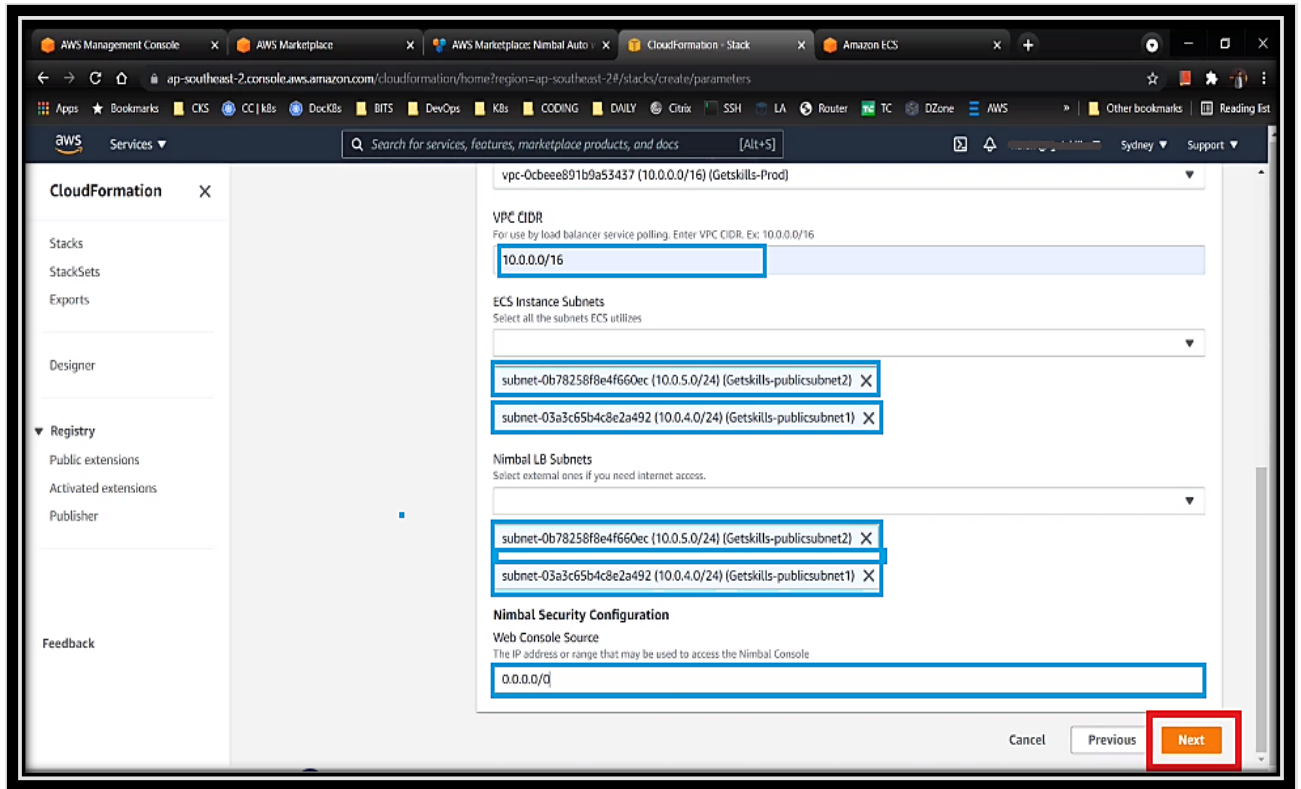 AWS Management Console
AWS Marketplace
AWS Marketplace: Nimbal Auto
CloudFormation - Stack
Amazon ECS
ap-southeast-2.console.aws.amazon.com/cloudformation/home?region=ap-southeast-2#/stacks/create/parameters
Apps Bookmarks CKS CC|k8s DocK8s BITS DevOps K8s CODING DAILY Citrix SSH LA Router TC DZone AWS » Other bookmarks Reading list
aws Services Search for services, features, marketplace products, and docs [Alt+S] Sydney Support
CloudFormation
Stacks
StackSets
Exports
Designer
Registry
Public extensions
Activated extensions
Publisher
Feedback
vpc-0cbeee891b9a53437 (10.0.0.0/16) (Getskills-Prod)
VPC CIDR
For use by load balancer service polling. Enter VPC CIDR. Ex: 10.0.0.0/16
10.0.0.0/16
ECS Instance Subnets
Select all the subnets ECS utilizes
subnet-0b78258f8e4f660ec (10.0.5.0/24) (Getskills-publicsubnet2)
subnet-03a3c65b4c8e2a492 (10.0.4.0/24) (Getskills-publicsubnet1)
Nimbal LB Subnets
Select external ones if you need internet access.
subnet-0b78258f8e4f660ec (10.0.5.0/24) (Getskills-publicsubnet2)
subnet-03a3c65b4c8e2a492 (10.0.4.0/24) (Getskills-publicsubnet1)
Nimbal Security Configuration
Web Console Source
The IP address or range that may be used to access the Nimbal Console
0.0.0.0/0
Cancel Previous Next